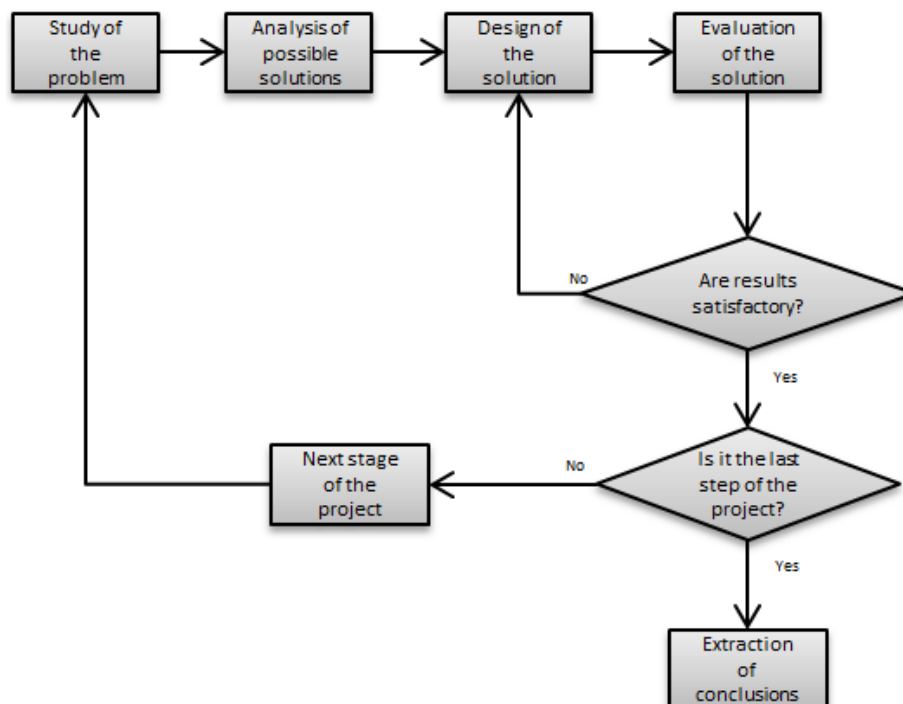 Study of
the
problem
Analysis of
possible
solutions
Design of
the
solution
Evaluation
of the
solution
No
Are results
satisfactory?
Yes
Next stage
of the
project
No
Is it the last
step of the
project?
Yes
Extraction
of
conclusions